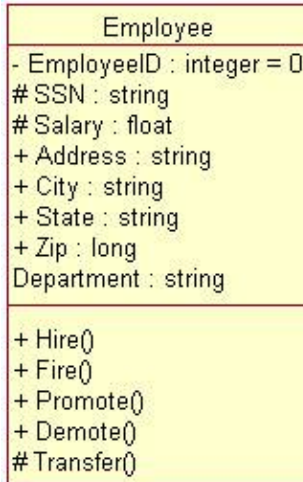 Employee
- EmployeeID : integer = 0
# SSN : string
# Salary : float
+ Address : string
+ City : string
+ State : string
+ Zip : long
Department : string
+ Hire()
+ Fire()
+ Promote()
+ Demote()
# Transfer()